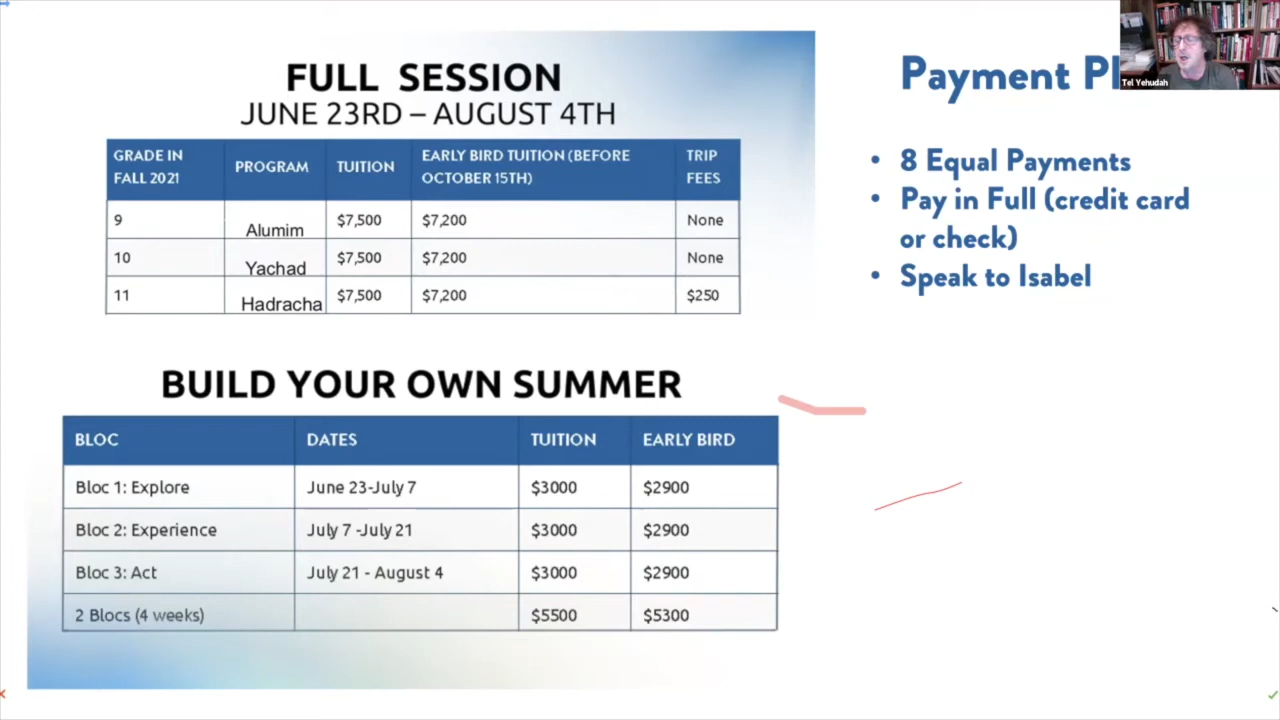 FULL SESSION
JUNE 23RD – AUGUST 4TH
GRADE IN FALL 2021 PROGRAM TUITION EARLY BIRD TUITION (BEFORE OCTOBER 15TH) TRIP FEES
9 Alumim $7,500 $7,200 None
10 Yachad $7,500 $7,200 None
11 Hadracha $7,500 $7,200 $250
BUILD YOUR OWN SUMMER
BLOC DATES TUITION EARLY BIRD
Bloc 1: Explore June 23-July 7 $3000 $2900
Bloc 2: Experience July 7 -July 21 $3000 $2900
Bloc 3: Act July 21 - August 4 $3000 $2900
2 Blocs (4 weeks) $5500 $5300
Payment Pl
• 8 Equal Payments
• Pay in Full (credit card
or check)
• Speak to Isabel
Tel Yehudah